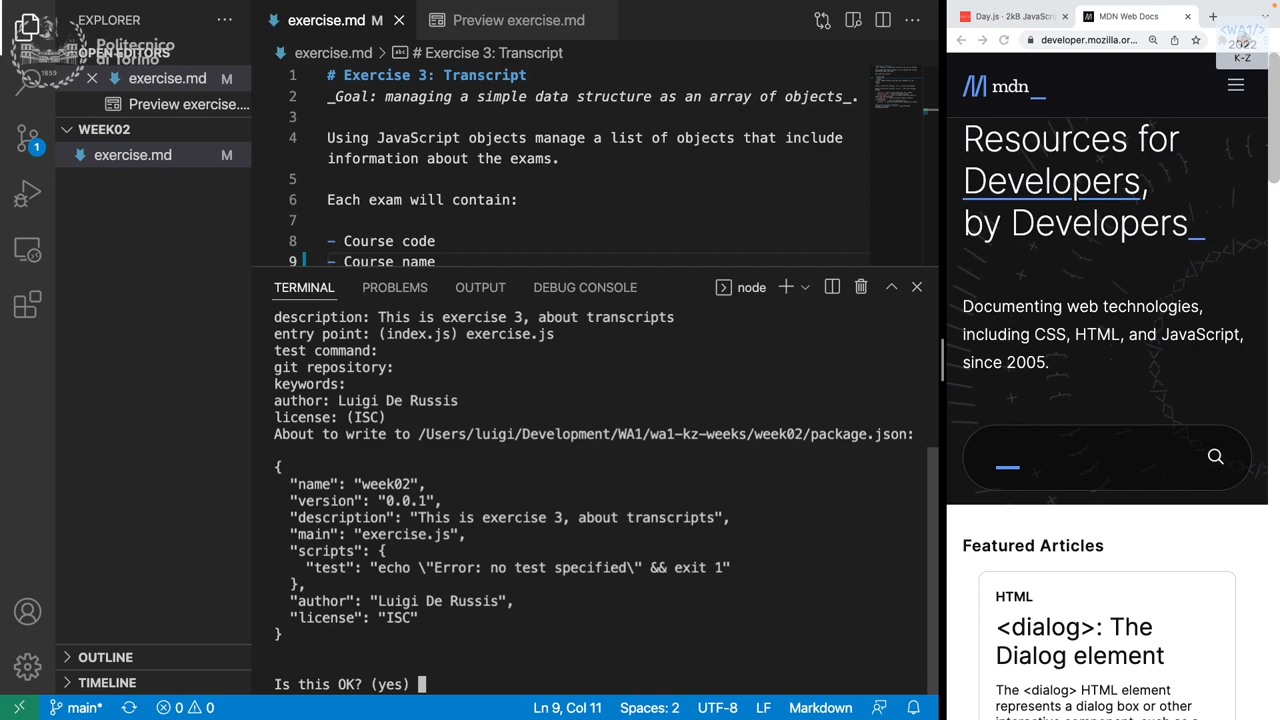 EXPLORER
Politecnico
di Torino
1859
OPEN EDITORS
exercise.md M
Preview exercise....
WEEK02
exercise.md M
OUTLINE
TIMELINE
1
exercise.md M
Preview exercise.md
exercise.md > # Exercise 3: Transcript
1 # Exercise 3: Transcript
2 _Goal: managing a simple data structure as an array of objects_.
3
4 Using JavaScript objects manage a list of objects that include
information about the exams.
5
6 Each exam will contain:
7
8 - Course code
9 - Course name
TERMINAL PROBLEMS OUTPUT DEBUG CONSOLE node
description: This is exercise 3, about transcripts
entry point: (index.js) exercise.js
test command:
git repository:
keywords:
author: Luigi De Russis
license: (ISC)
About to write to /Users/luigi/Development/WA1/wa1-kz-weeks/week02/package.json:
{
"name": "week02",
"version": "0.0.1",
"description": "This is exercise 3, about transcripts",
"main": "exercise.js",
"scripts": {
"test": "echo \"Error: no test specified\" && exit 1"
},
"author": "Luigi De Russis",
"license": "ISC"
}
Is this OK? (yes)
main* 0 0 Ln 9, Col 11 Spaces: 2 UTF-8 LF Markdown
Day.js · 2kB JavaScri
MDN Web Docs
developer.mozilla.or...
<WA1/>
2022
K-Z
mdn_
Resources for
Developers,
by Developers_
Documenting web technologies,
including CSS, HTML, and JavaScript,
since 2005.
Featured Articles
HTML
<dialog>: The
Dialog element
The <dialog> HTML element
represents a dialog box or other